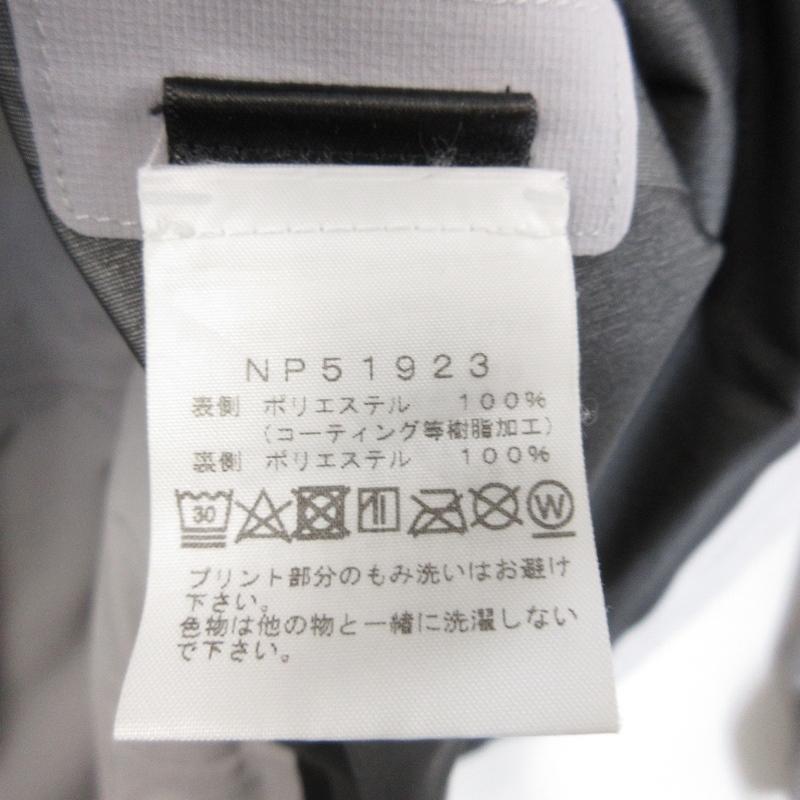 NP51923
表側 ポリエステル 100%
(コーティング等樹脂加工)
裏側 ポリエステル 100%
30 W
プリント部分のもみ洗いはお避け
下さい。
色物は他の物と一緒に洗濯しない
で下さい。